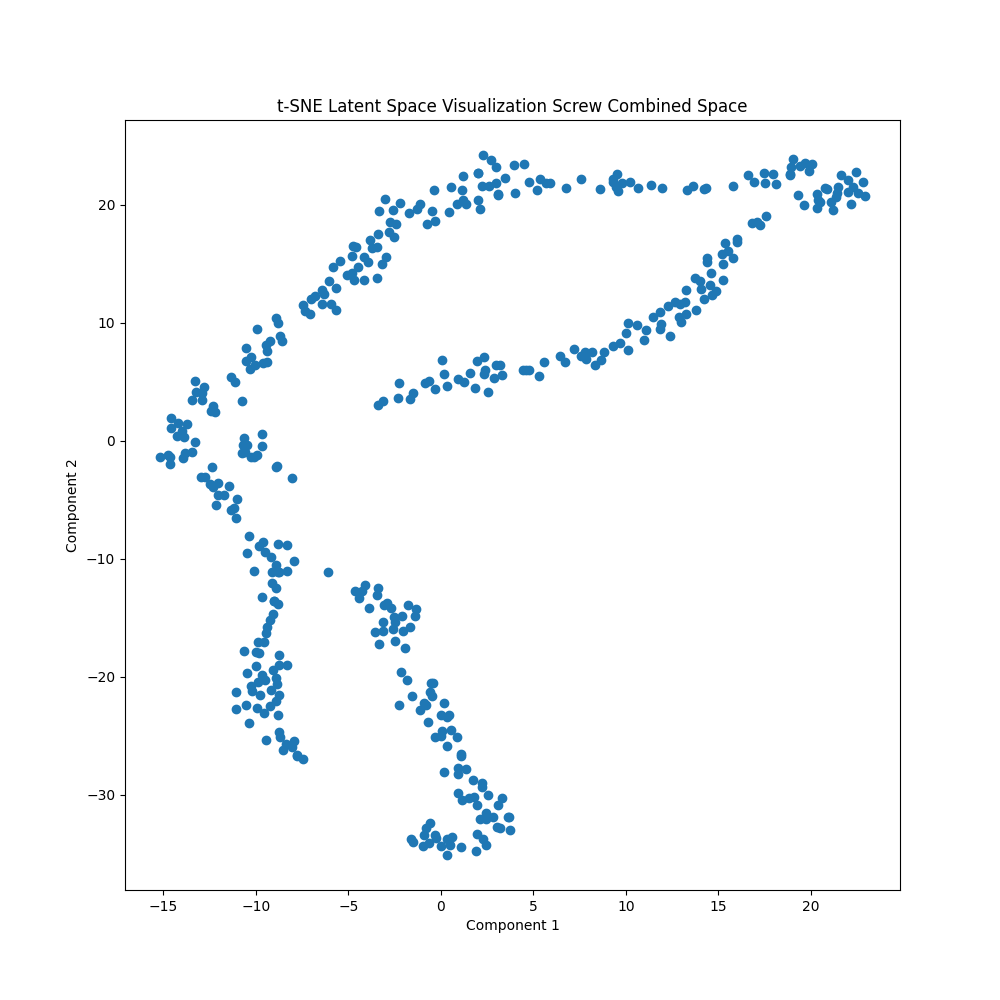 t-SNE Latent Space Visualization Screw Combined Space
20
10
0
−10
−20
−30
Component 2
−15 −10 −5 0 5 10 15 20
Component 1